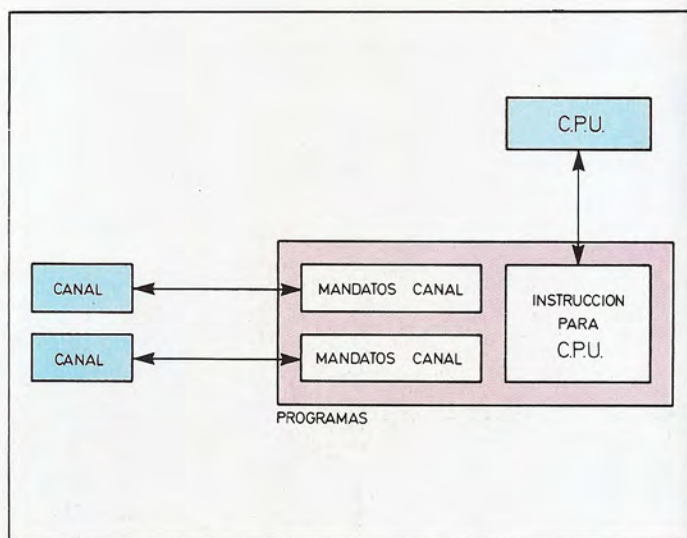 C.P.U.
CANAL
MANDATOS CANAL
INSTRUCCION
PARA
C.P.U.
CANAL
MANDATOS CANAL
PROGRAMAS